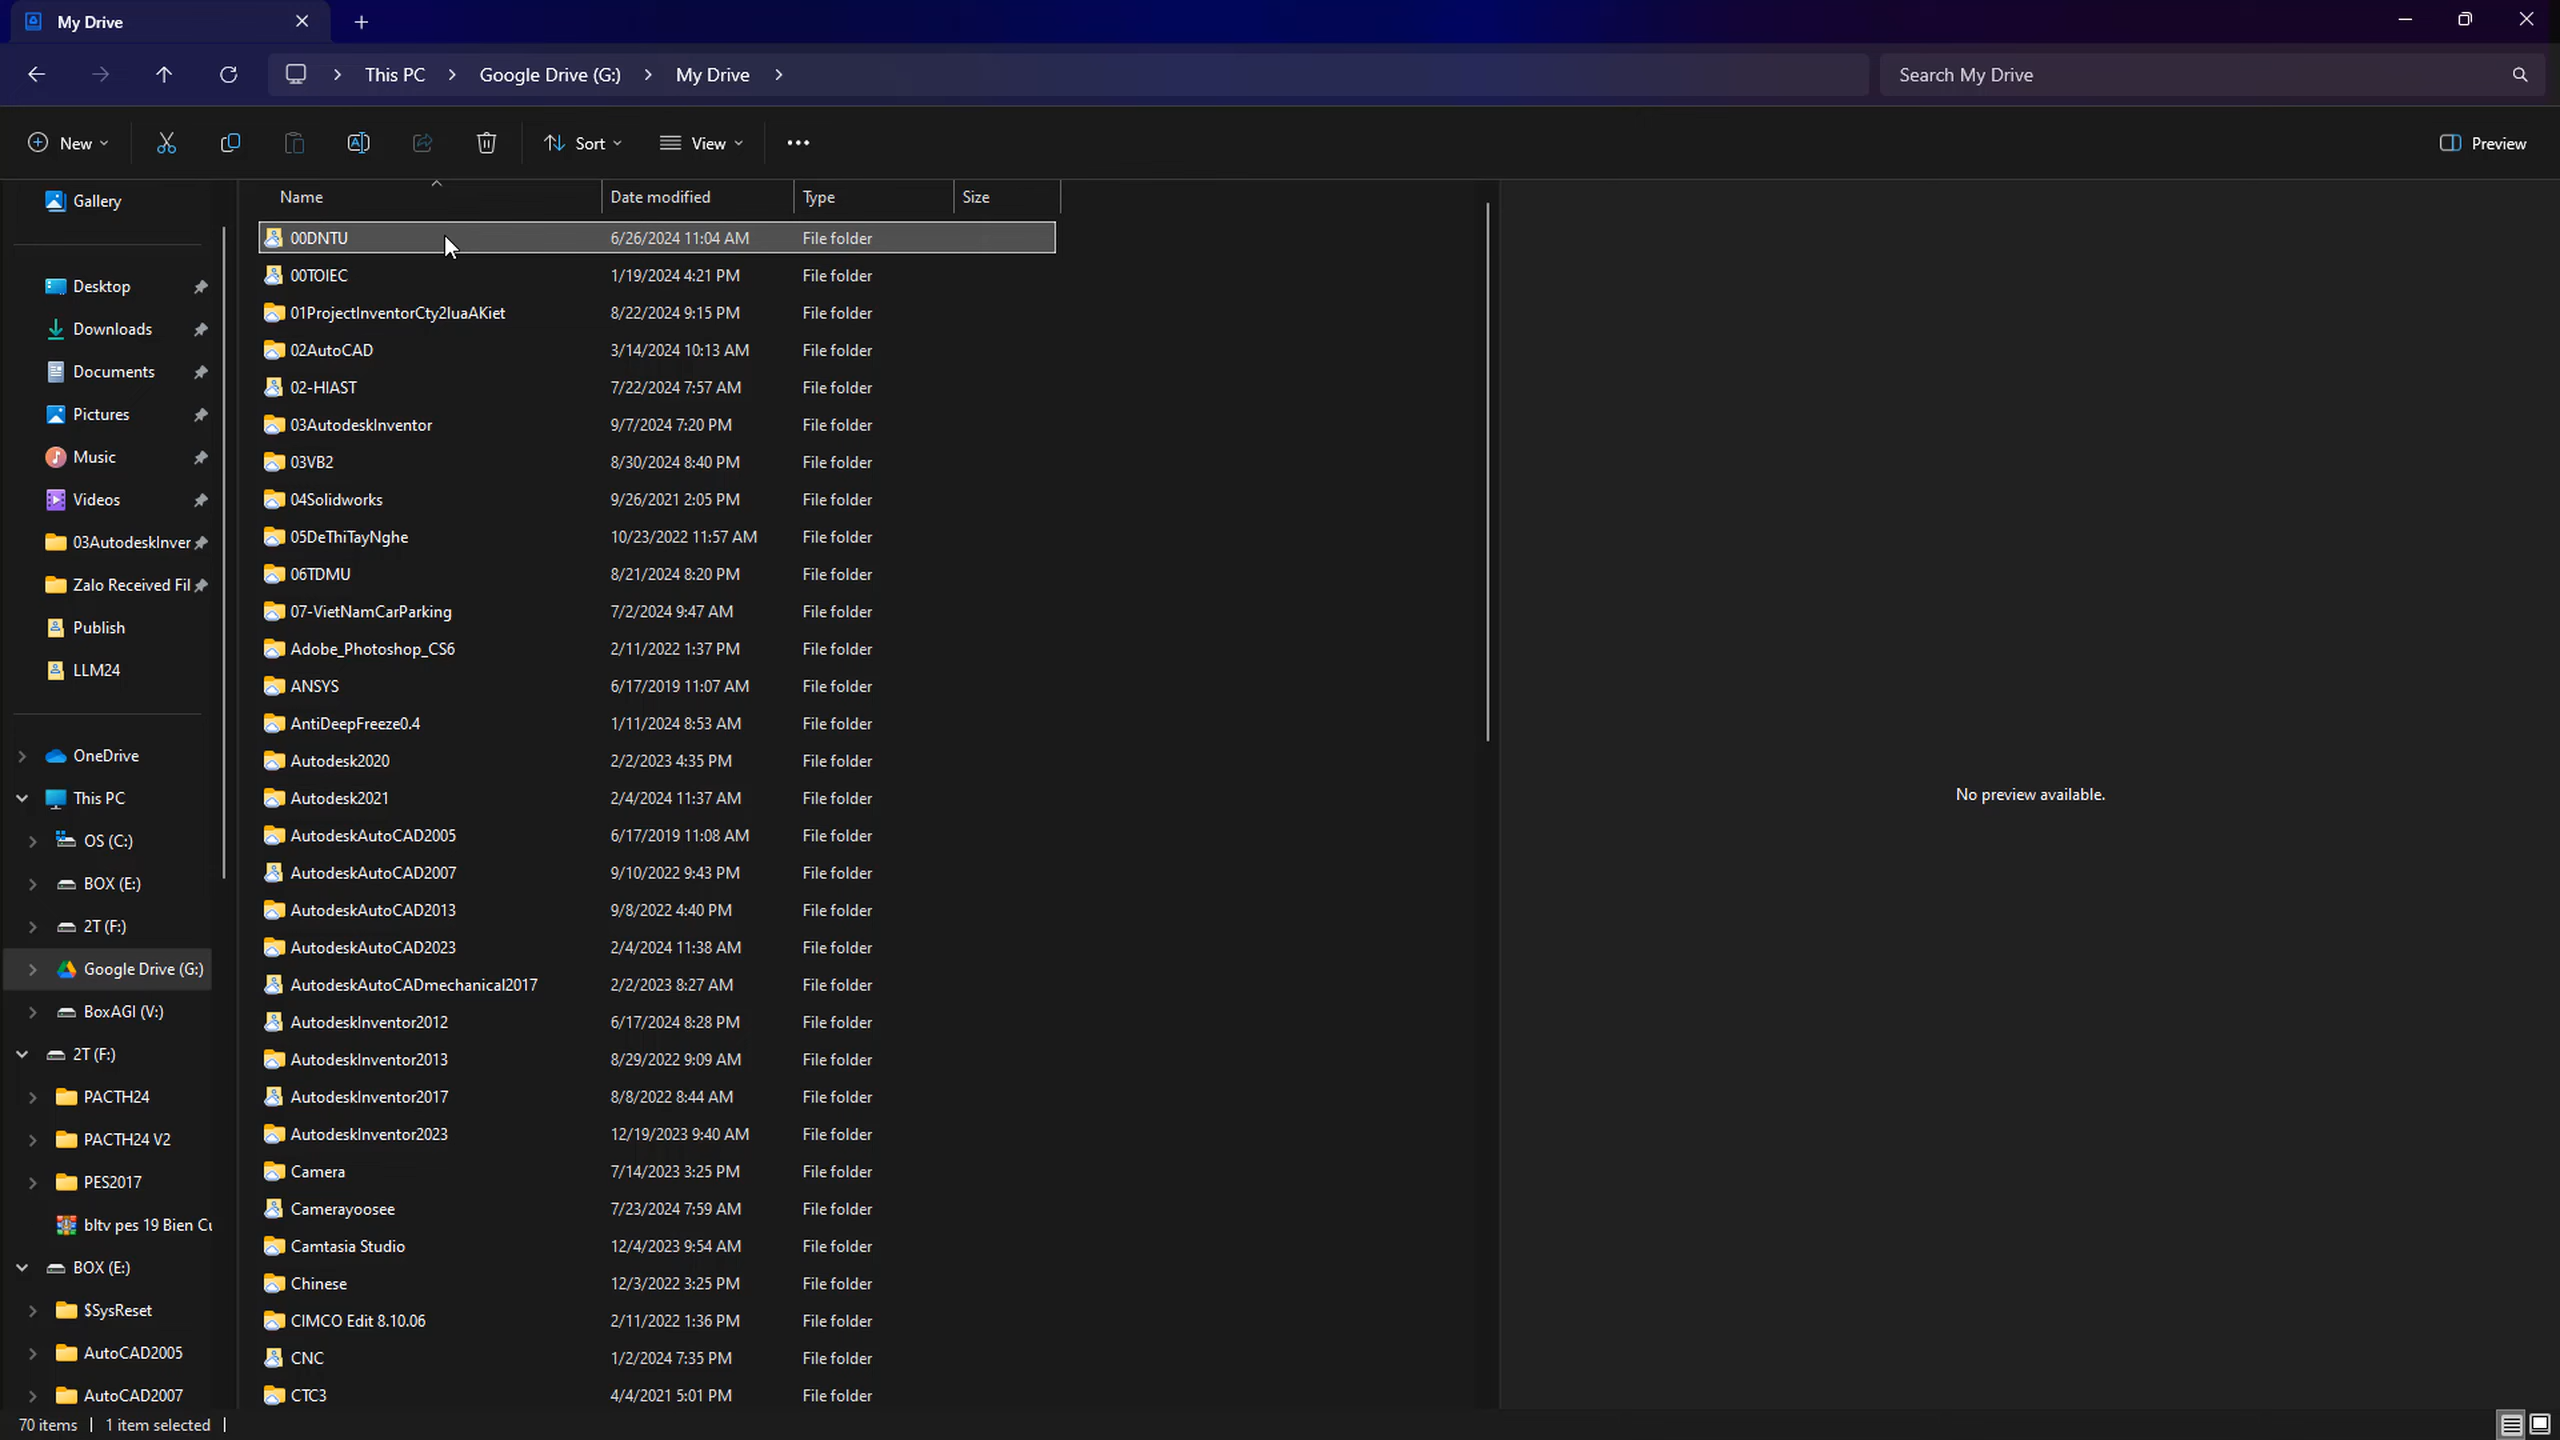 My Drive
This PC > Google Drive (G:) > My Drive >
Search My Drive
New
Sort
View
Preview
Name
Date modified
Type
Size
Gallery
Desktop
Downloads
Documents
Pictures
Music
Videos
03AutodeskInver
Zalo Received Fil
Publish
LLM24
OneDrive
This PC
OS (C:)
BOX (E:)
2T (F:)
Google Drive (G:)
BoxAGI (V:)
2T (F:)
PACTH24
PACTH24 V2
PES2017
bltv pes 19 Bien Cu
BOX (E:)
$SysReset
AutoCAD2005
AutoCAD2007
00DNTU 6/26/2024 11:04 AM File folder
00TOIEC 1/19/2024 4:21 PM File folder
01ProjectInventorCty2luaAKiet 8/22/2024 9:15 PM File folder
02AutoCAD 3/14/2024 10:13 AM File folder
02-HIAST 7/22/2024 7:57 AM File folder
03AutodeskInventor 9/7/2024 7:20 PM File folder
03VB2 8/30/2024 8:40 PM File folder
04Solidworks 9/26/2021 2:05 PM File folder
05DeThiTayNghe 10/23/2022 11:57 AM File folder
06TDMU 8/21/2024 8:20 PM File folder
07-VietNamCarParking 7/2/2024 9:47 AM File folder
Adobe_Photoshop_CS6 2/11/2022 1:37 PM File folder
ANSYS 6/17/2019 11:07 AM File folder
AntiDeepFreeze0.4 1/11/2024 8:53 AM File folder
Autodesk2020 2/2/2023 4:35 PM File folder
Autodesk2021 2/4/2024 11:37 AM File folder
AutodeskAutoCAD2005 6/17/2019 11:08 AM File folder
AutodeskAutoCAD2007 9/10/2022 9:43 PM File folder
AutodeskAutoCAD2013 9/8/2022 4:40 PM File folder
AutodeskAutoCAD2023 2/4/2024 11:38 AM File folder
AutodeskAutoCADmechanical2017 2/2/2023 8:27 AM File folder
AutodeskInventor2012 6/17/2024 8:28 PM File folder
AutodeskInventor2013 8/29/2022 9:09 AM File folder
AutodeskInventor2017 8/8/2022 8:44 AM File folder
AutodeskInventor2023 12/19/2023 9:40 AM File folder
Camera 7/14/2023 3:25 PM File folder
Camerayoosee 7/23/2024 7:59 AM File folder
Camtasia Studio 12/4/2023 9:54 AM File folder
Chinese 12/3/2022 3:25 PM File folder
CIMCO Edit 8.10.06 2/11/2022 1:36 PM File folder
CNC 1/2/2024 7:35 PM File folder
CTC3 4/4/2021 5:01 PM File folder
No preview available.
70 items
1 item selected